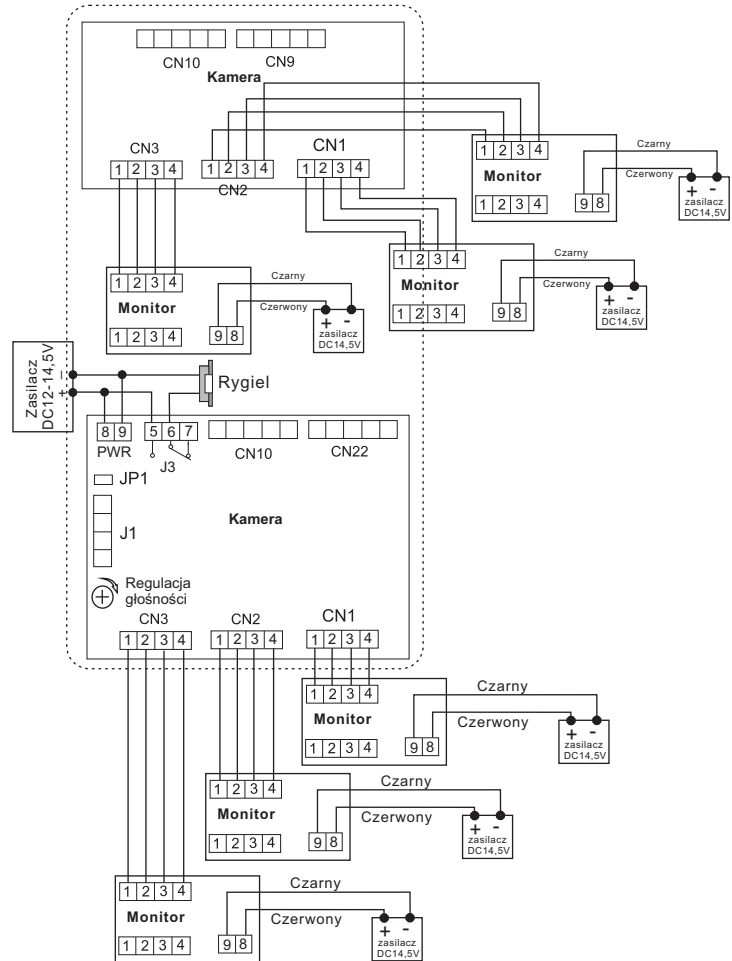 CN10 CN9
Kamera
CN3 CN2 CN1
1 2 3 4
1 2 3 4
1 2 3 4
1 2 3 4
Monitor
1 2 3 4
9 8
Czarny
Czerwony
+ -
zasilacz
DC14,5V
1 2 3 4
Monitor
1 2 3 4
9 8
Czarny
Czerwony
+ -
zasilacz
DC14,5V
1 2 3 4
Monitor
1 2 3 4
9 8
Czarny
Czerwony
+ -
zasilacz
DC14,5V
Zasilacz
DC12-14,5V
– +
Rygiel
8 9
PWR
5 6 7
J3
CN10
CN22
JP1
J1
Kamera
Regulacja
głośności
CN3 CN2 CN1
1 2 3 4
1 2 3 4
1 2 3 4
1 2 3 4
Monitor
1 2 3 4
9 8
Czarny
Czerwony
+ -
zasilacz
DC14,5V
1 2 3 4
Monitor
1 2 3 4
9 8
Czarny
Czerwony
+ -
zasilacz
DC14,5V
1 2 3 4
Monitor
1 2 3 4
9 8
Czarny
Czerwony
+ -
zasilacz
DC14,5V